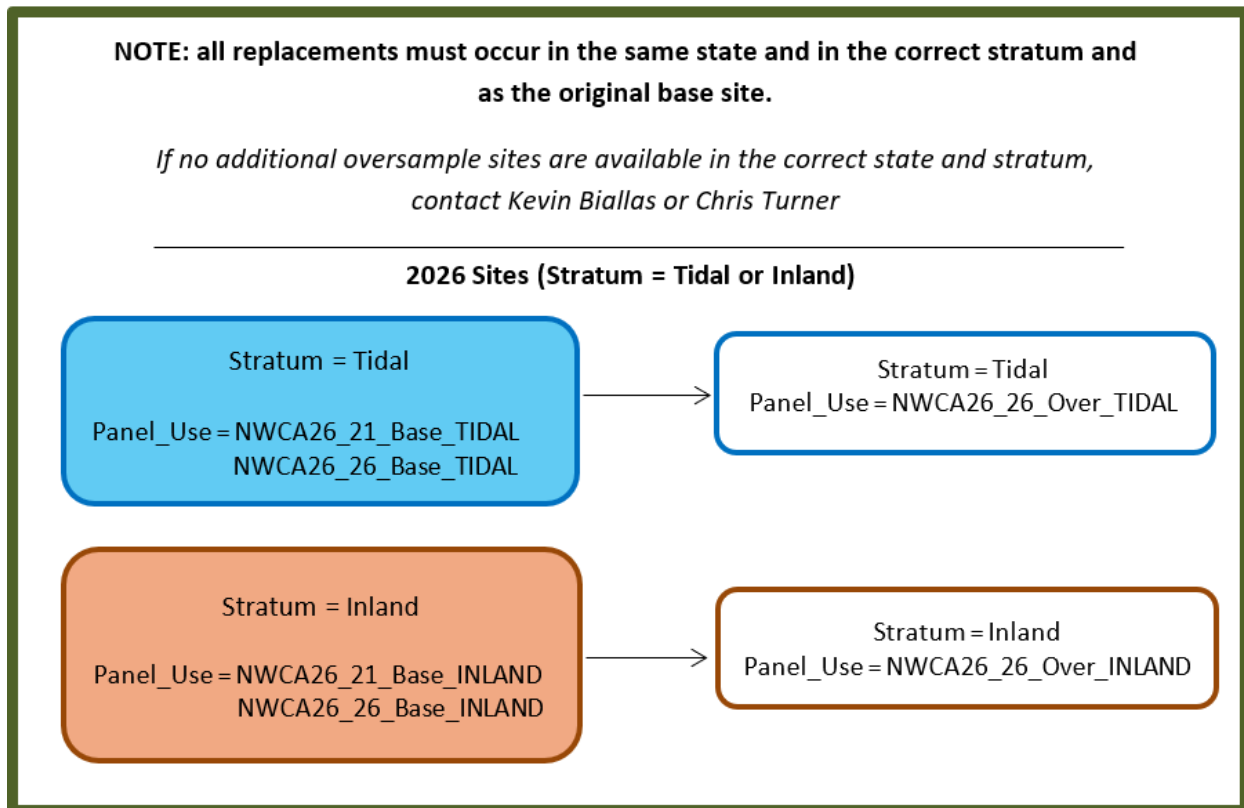 NOTE: all replacements must occur in the same state and in the correct stratum and
as the original base site.
If no additional oversample sites are available in the correct state and stratum,
contact Kevin Biallas or Chris Turner
2026 Sites (Stratum = Tidal or Inland)
Stratum = Tidal
Panel_Use = NWCA26_21_Base_TIDAL
NWCA26_26_Base_TIDAL
Stratum = Tidal
Panel_Use = NWCA26_26_Over_TIDAL
Stratum = Inland
Panel_Use = NWCA26_21_Base_INLAND
NWCA26_26_Base_INLAND
Stratum = Inland
Panel_Use = NWCA26_26_Over_INLAND